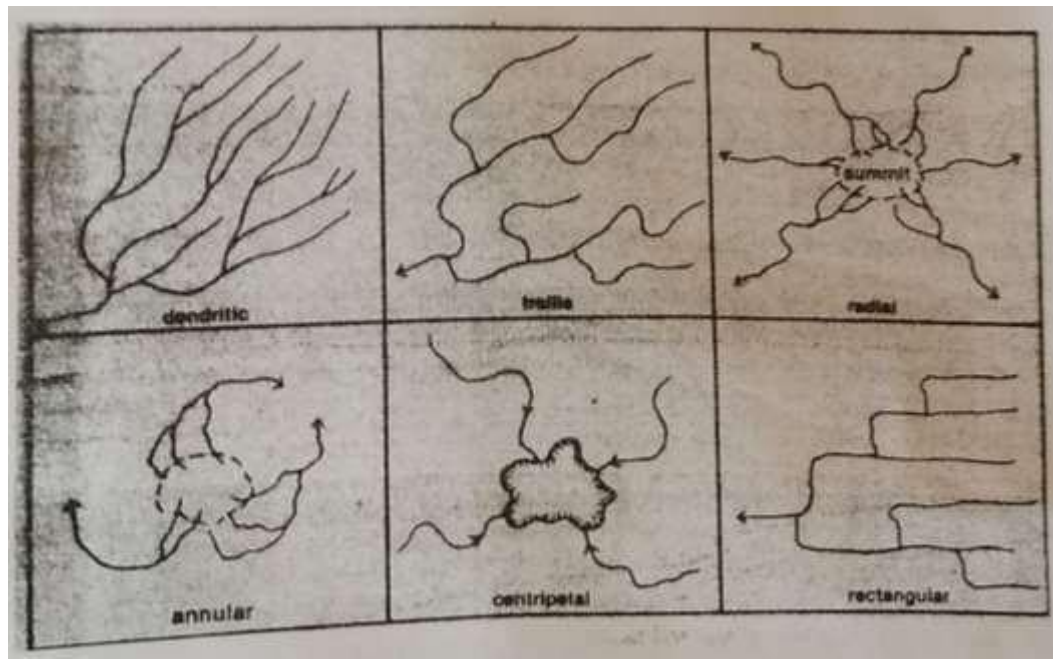 dendritic
trellis
summit
radial
annular
centripetal
rectangular